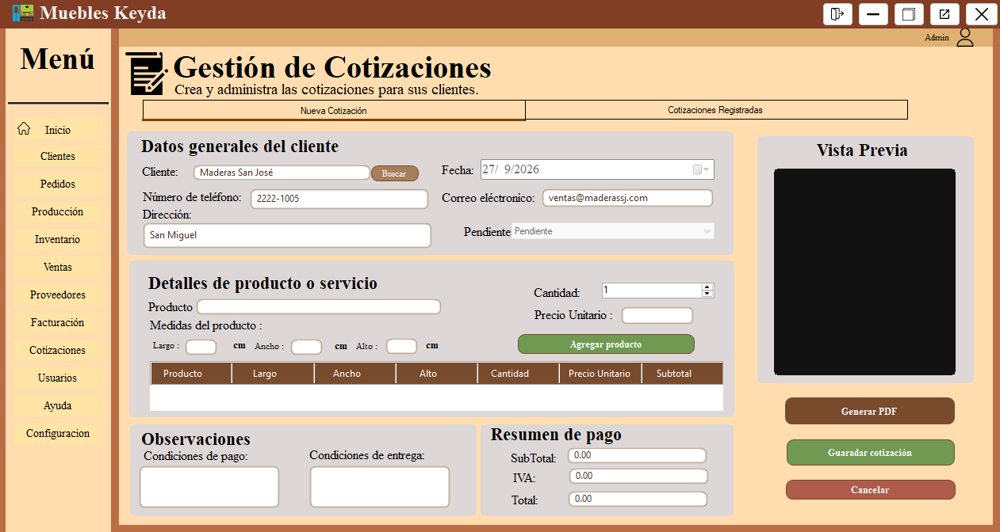 Muebles Keyda
Menú
Inicio
Clientes
Pedidos
Producción
Inventario
Ventas
Proveedores
Facturación
Cotizaciones
Usuarios
Ayuda
Configuracion
Admin
Gestión de Cotizaciones
Crea y administra las cotizaciones para sus clientes.
Nueva Cotización
Cotizaciones Registradas
Datos generales del cliente
Cliente: Maderas San José Buscar
Fecha: 27/ 9/2026
Número de teléfono: 2222-1005
Correo eléctronico: ventas@maderassj.com
Dirección:
San Miguel
Pendiente Pendiente
Detalles de producto o servicio
Producto
Cantidad: 1
Precio Unitario :
Medidas del producto :
Largo : cm Ancho : cm Alto : cm
Agregar producto
Producto Largo Ancho Alto Cantidad Precio Unitario Subtotal
Observaciones
Condiciones de pago:
Condiciones de entrega:
Resumen de pago
SubTotal: 0.00
IVA: 0.00
Total: 0.00
Vista Previa
Generar PDF
Guaradar cotización
Cancelar